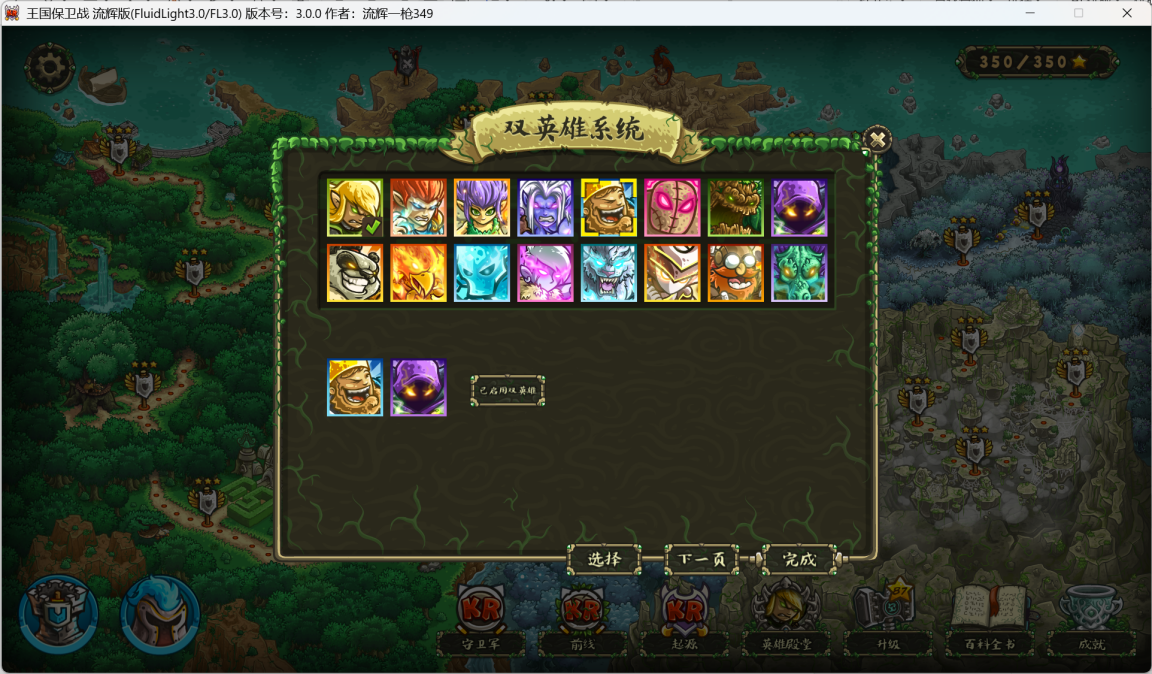 王国保卫战 流辉版(FluidLight3.0/FL3.0) 版本号：3.0.0 作者：流辉一枪349
350/350
双英雄系统
已启用双英雄
选择
下一页
完成
KR
KR
KR
守卫军
前线
起源
英雄殿堂
升级
百科全书
成就